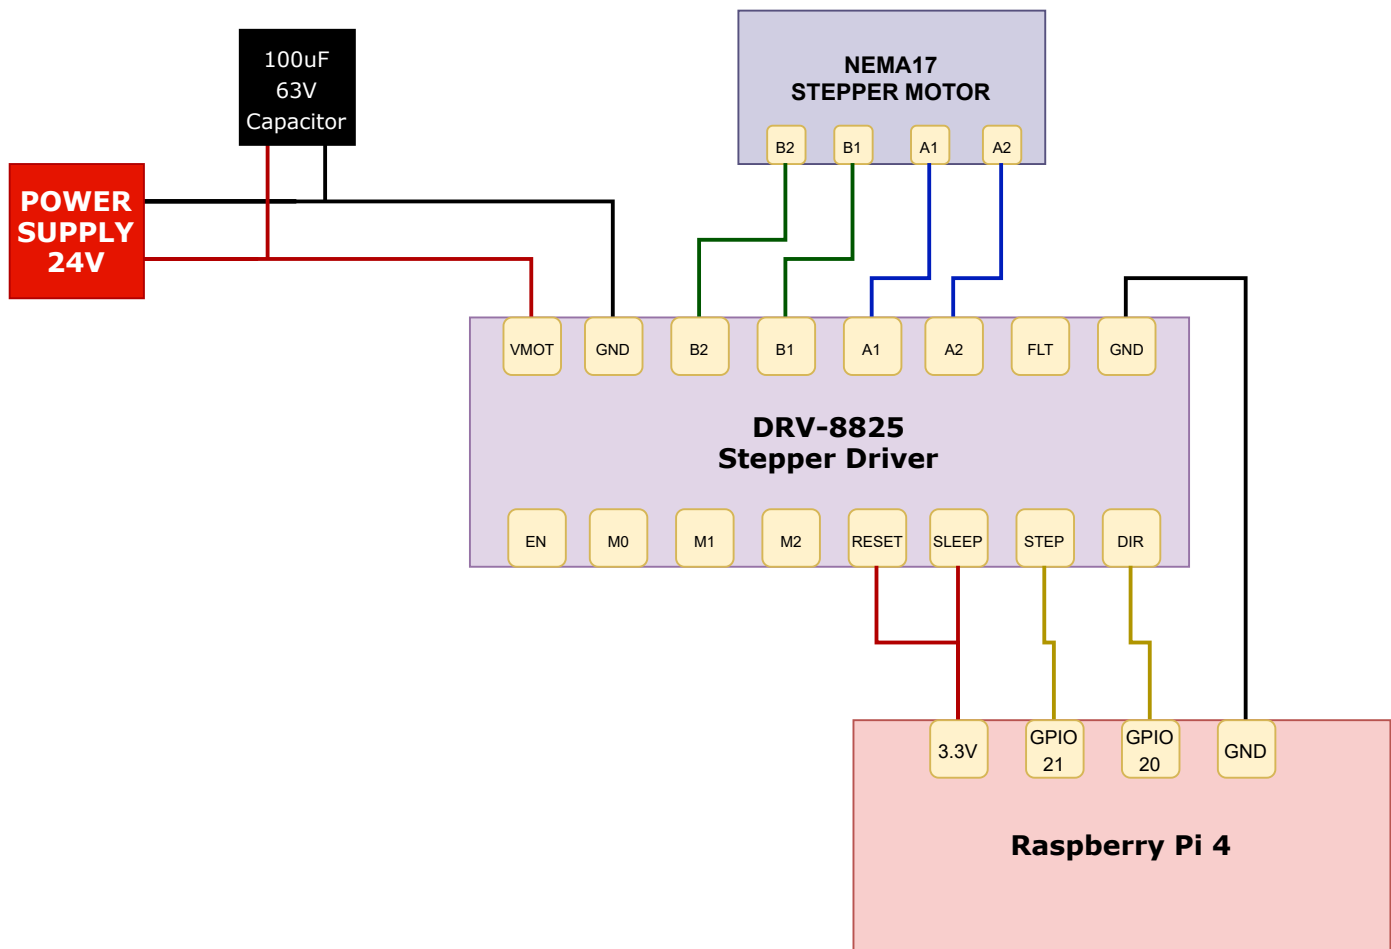 100uF
63V
Capacitor
NEMA17
STEPPER MOTOR
B2 B1 A1 A2
POWER
SUPPLY
24V
VMOT GND B2 B1 A1 A2 FLT GND
DRV-8825
Stepper Driver
EN M0 M1 M2 RESET SLEEP STEP DIR
3.3V
GPIO
21
GPIO
20
GND
Raspberry Pi 4